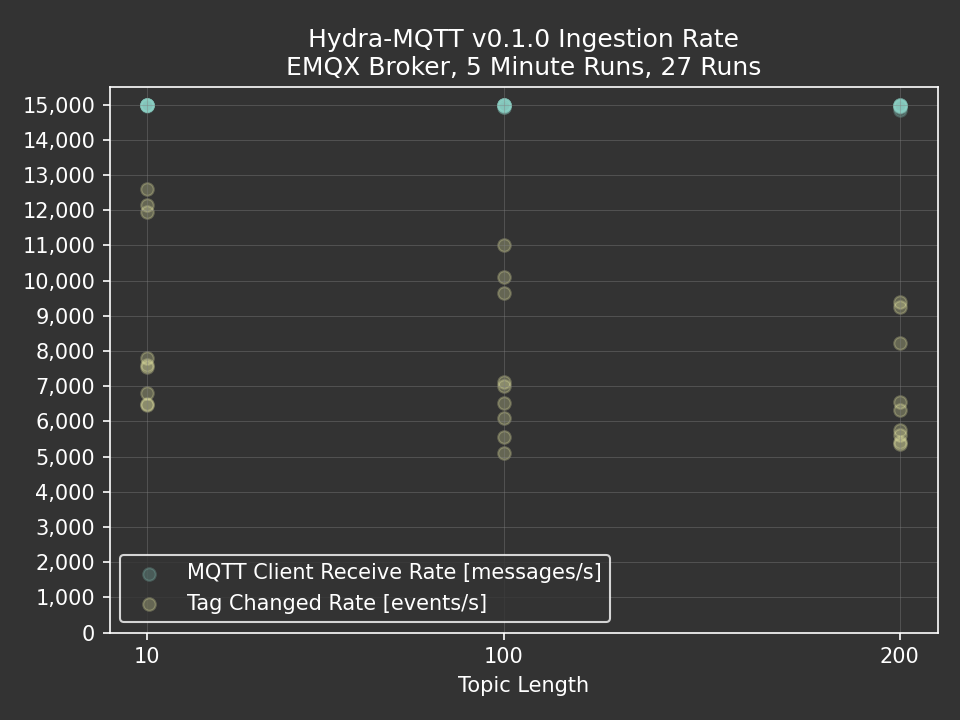 Hydra-MQTT v0.1.0 Ingestion Rate
EMQX Broker, 5 Minute Runs, 27 Runs
15,000
14,000
13,000
12,000
11,000
10,000
9,000
8,000
7,000
6,000
5,000
4,000
3,000
2,000
1,000
0
MQTT Client Receive Rate [messages/s]
Tag Changed Rate [events/s]
10 100 200
Topic Length